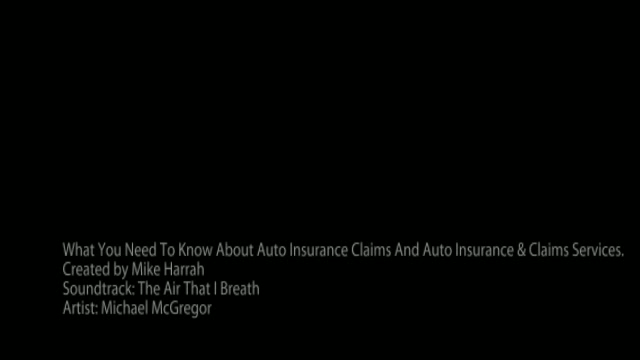 What You Need To Know About Auto Insurance Claims And Auto Insurance & Claims Services.
Created by Mike Harrah
Soundtrack: The Air That I Breath
Artist: Michael McGregor